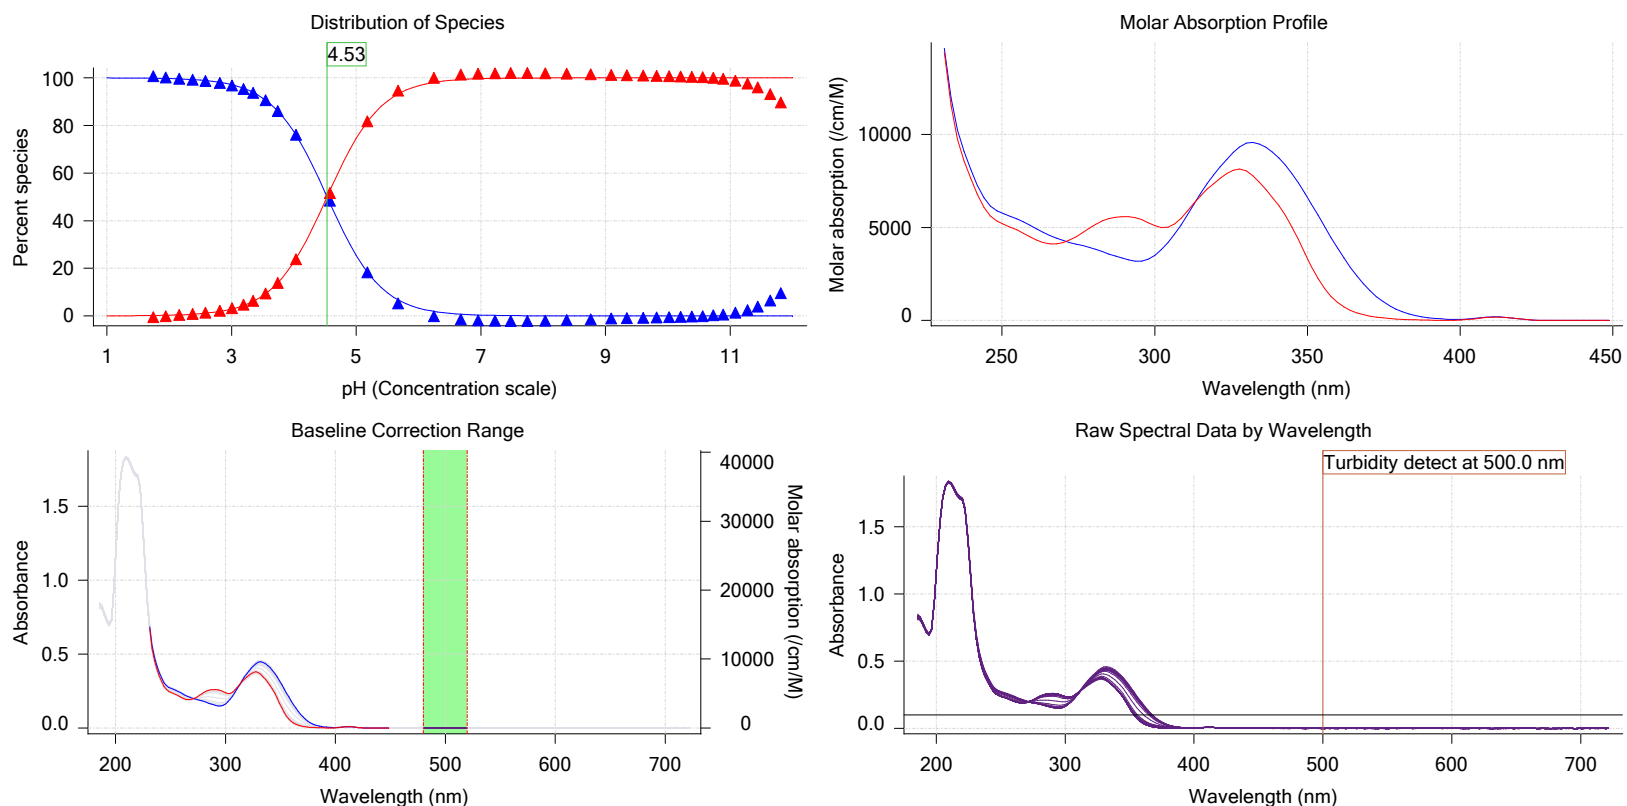 Distribution of Species
4.53
100
80
60
40
20
0
Percent species
1 3 5 7 9 11
pH (Concentration scale)
Molar Absorption Profile
10000
5000
0
Molar absorption (/cm/M)
250 300 350 400 450
Wavelength (nm)
Baseline Correction Range
1.5
1.0
0.5
0.0
Absorbance
40000
30000
20000
10000
0
Molar absorption (/cm/M)
200 300 400 500 600 700
Wavelength (nm)
Raw Spectral Data by Wavelength
Turbidity detect at 500.0 nm
1.5
1.0
0.5
0.0
Absorbance
200 300 400 500 600 700
Wavelength (nm)